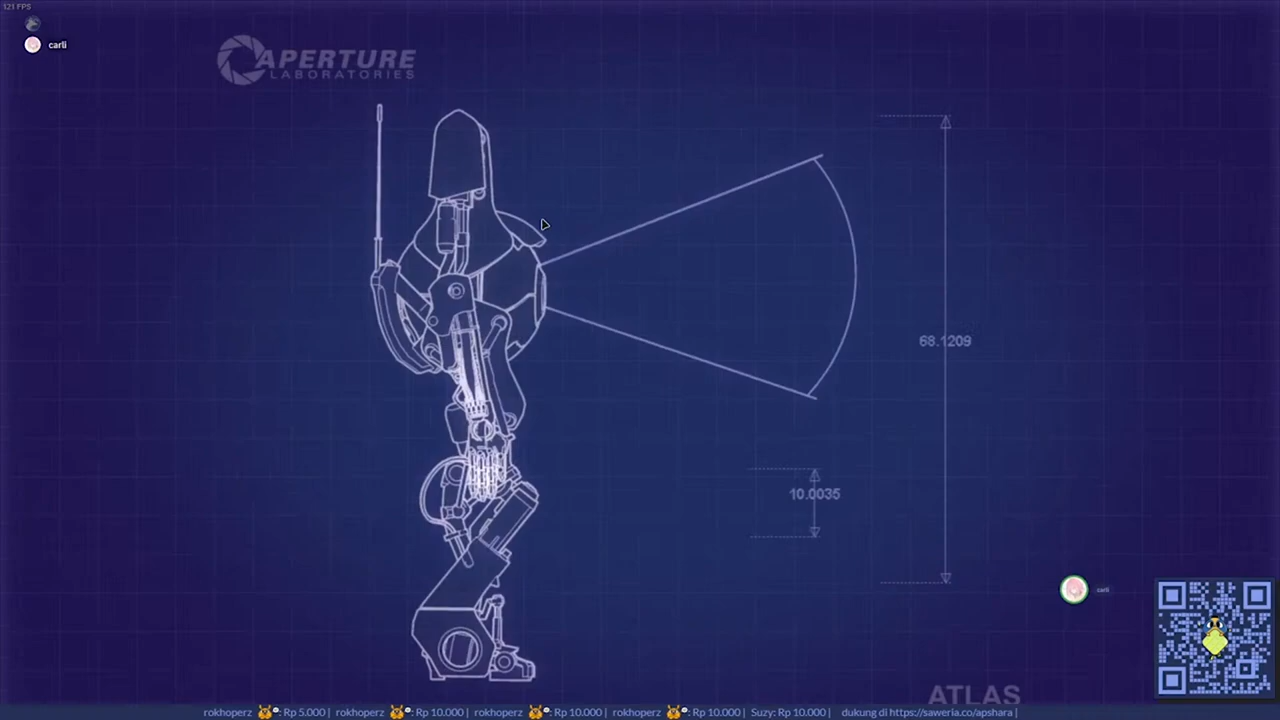 121 FPS
carli
APERTURE
LABORATORIES
68.1209
10.0035
carli
ATLAS
rokhoperz : Rp 5.000 | rokhoperz : Rp 10.000 | rokhoperz : Rp 10.000 | rokhoperz : Rp 10.000 | Suzy: Rp 10.000 | dukung di https://saweria.co/apshara |